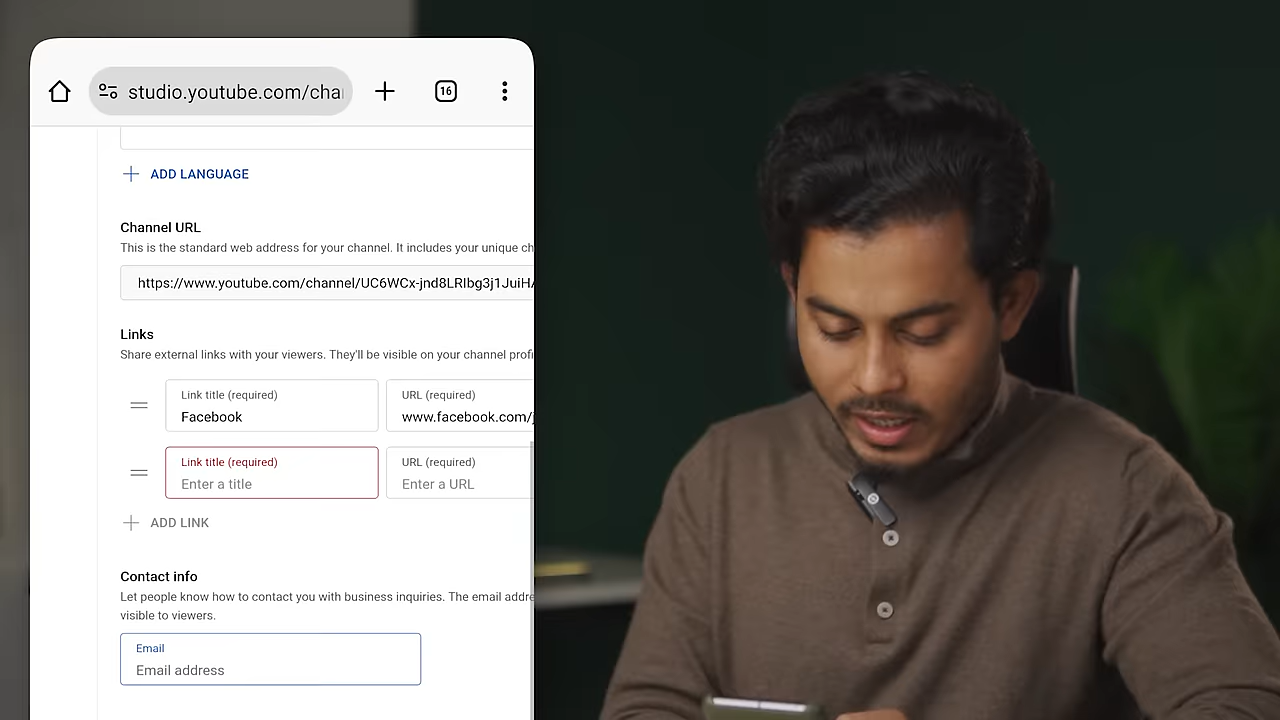 studio.youtube.com/cha
16
ADD LANGUAGE
Channel URL
This is the standard web address for your channel. It includes your unique ch
https://www.youtube.com/channel/UC6WCx-jnd8LRIbg3j1JuiH
Links
Share external links with your viewers. They'll be visible on your channel profi
Link title (required)
Facebook
URL (required)
www.facebook.com/j
Link title (required)
Enter a title
URL (required)
Enter a URL
ADD LINK
Contact info
Let people know how to contact you with business inquiries. The email addre
visible to viewers.
Email
Email address